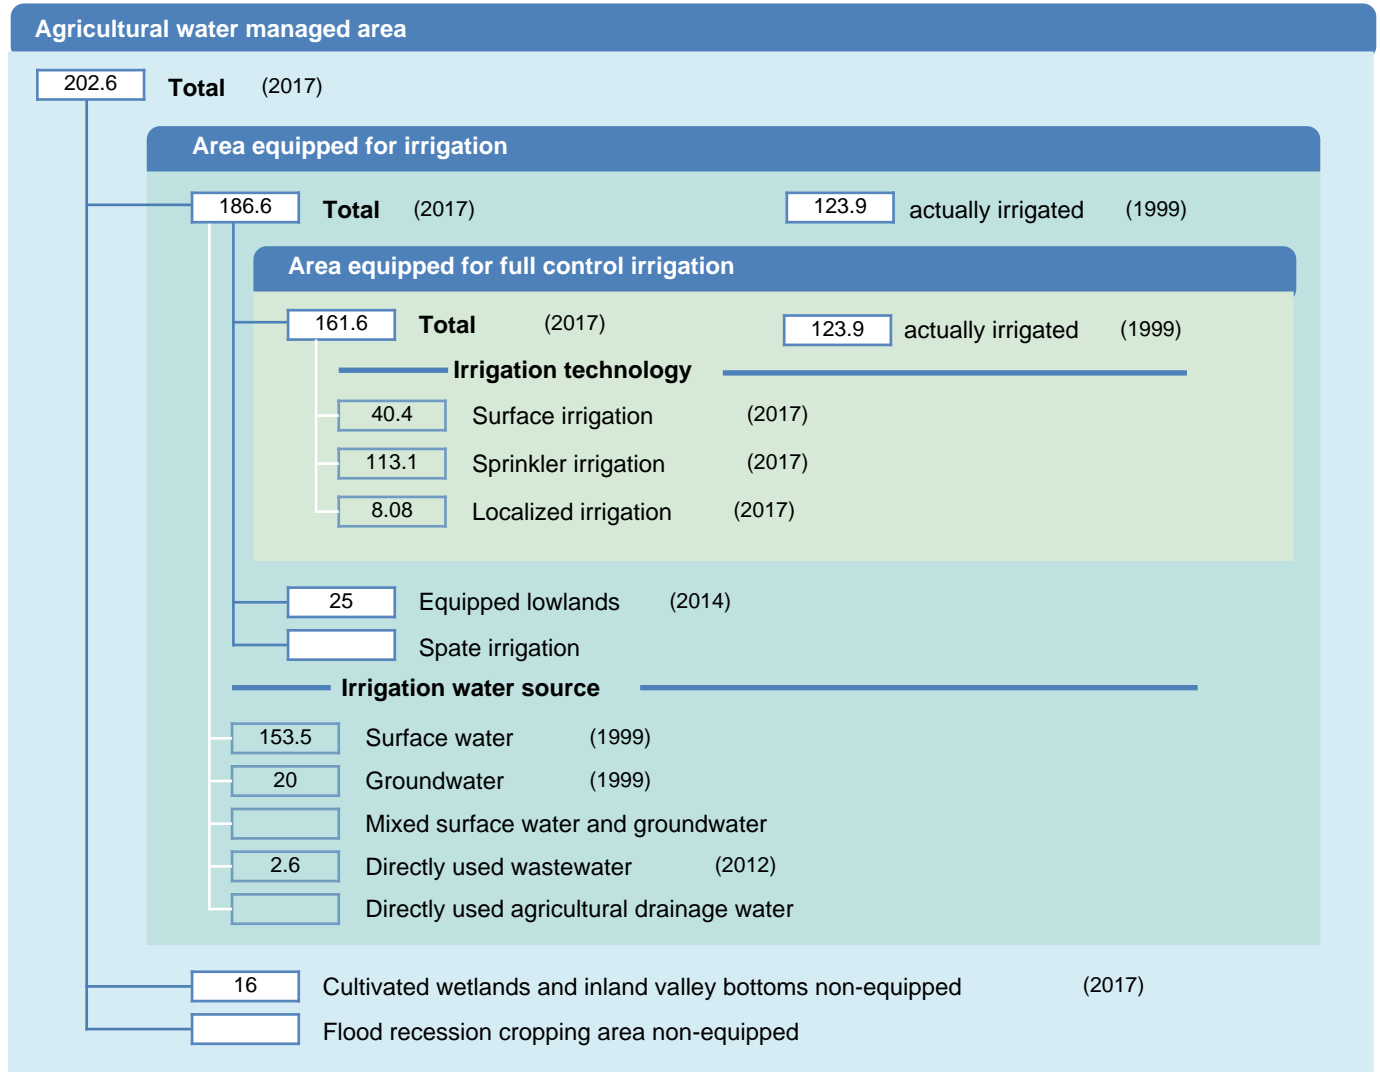 Agricultural water managed area
202.6 Total (2017)
Area equipped for irrigation
186.6 Total (2017) 123.9 actually irrigated (1999)
Area equipped for full control irrigation
161.6 Total (2017) 123.9 actually irrigated (1999)
Irrigation technology
40.4 Surface irrigation (2017)
113.1 Sprinkler irrigation (2017)
8.08 Localized irrigation (2017)
25 Equipped lowlands (2014)
Spate irrigation
Irrigation water source
153.5 Surface water (1999)
20 Groundwater (1999)
Mixed surface water and groundwater
2.6 Directly used wastewater (2012)
Directly used agricultural drainage water
16 Cultivated wetlands and inland valley bottoms non-equipped (2017)
Flood recession cropping area non-equipped